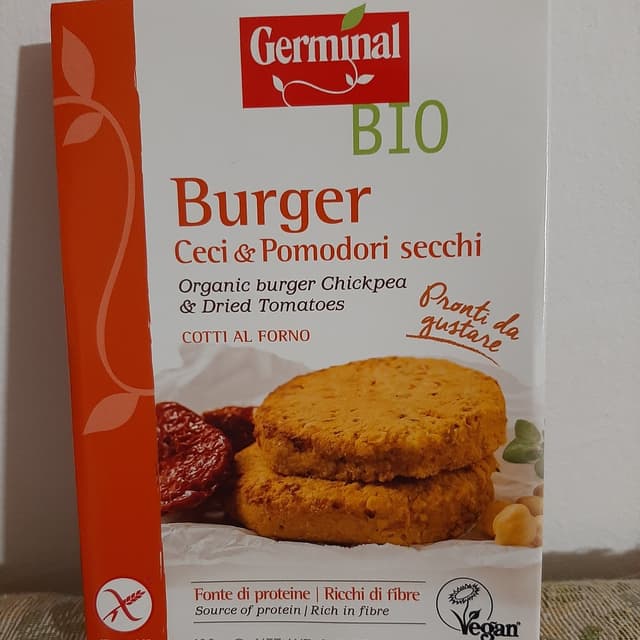 Germinal
BIO
Burger
Ceci & Pomodori secchi
Organic burger Chickpea
& Dried Tomatoes
COTTI AL FORNO
Pronti da
gustare
Fonte di proteine | Ricchi di fibre
Source of protein | Rich in fibre
Vegan